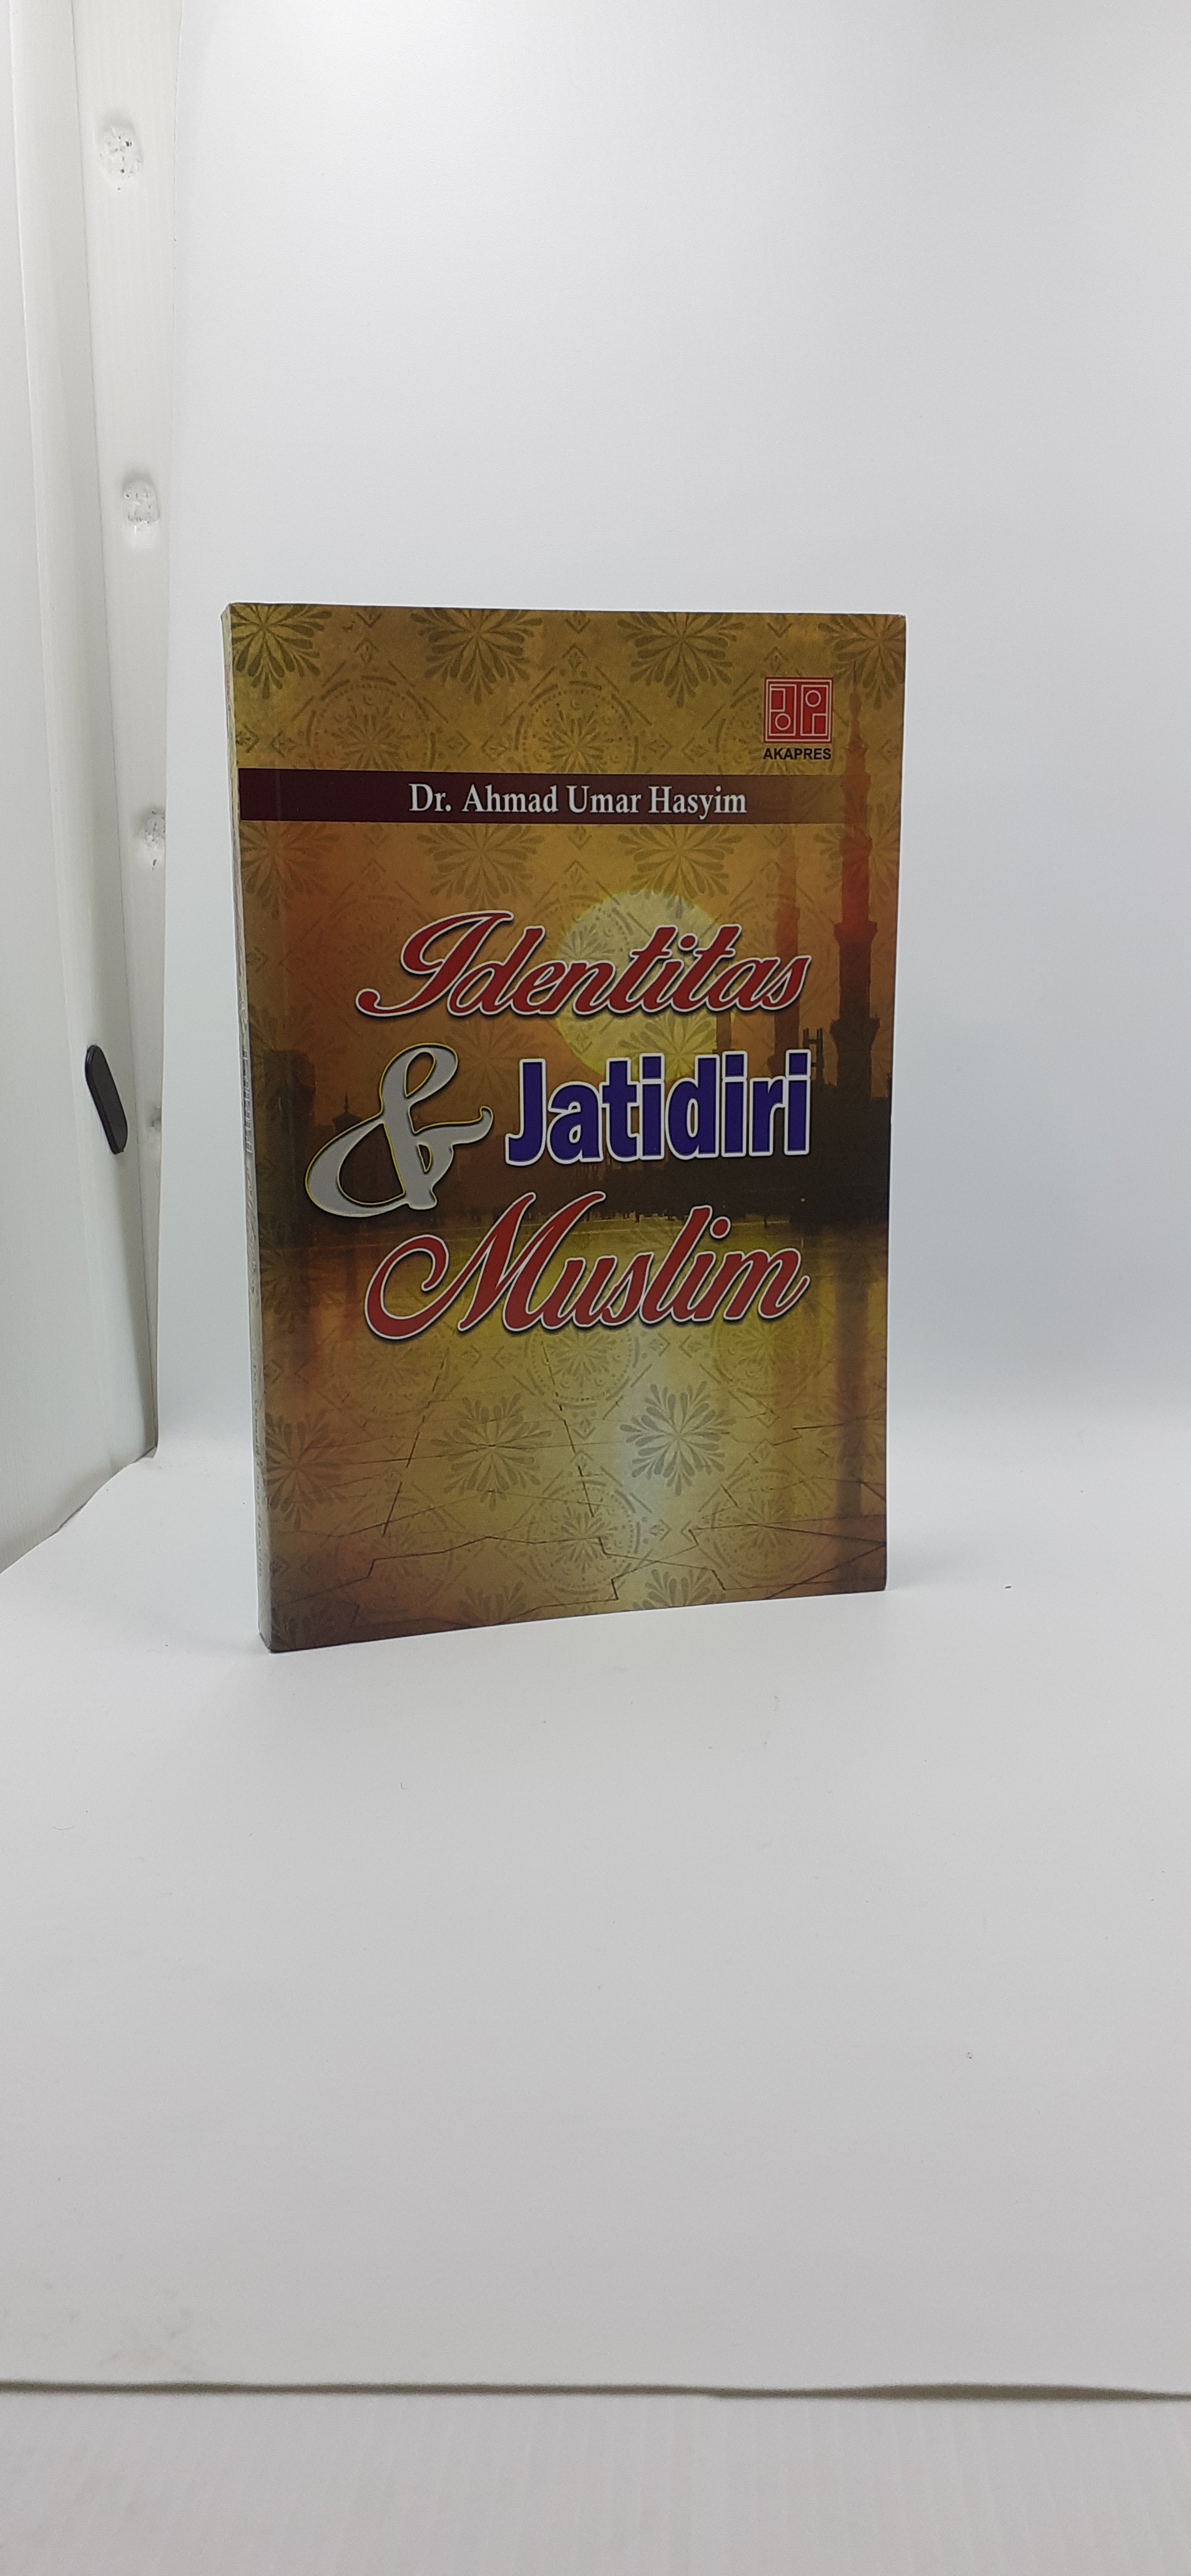 AKAPRES
Dr. Ahmad Umar Hasyim
Identitas
& Jatidiri
Muslim